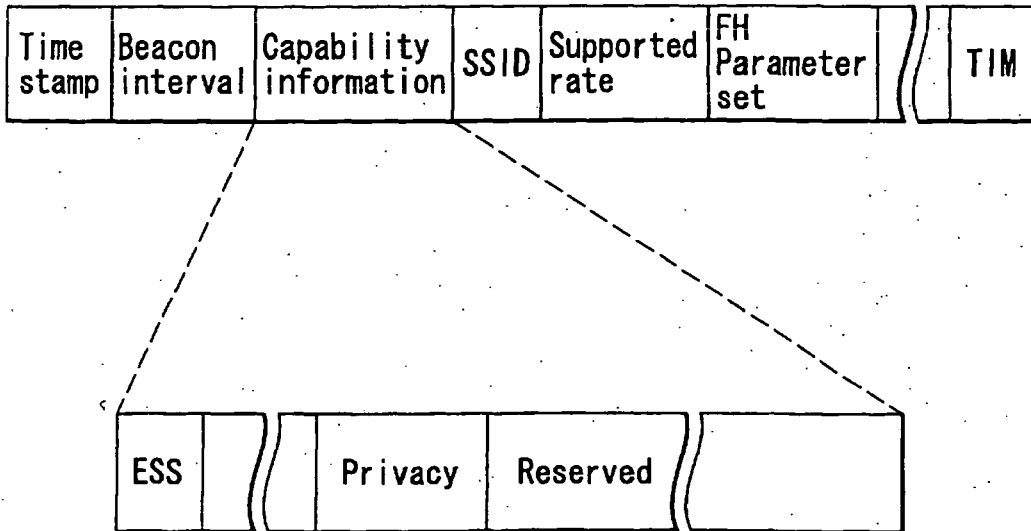 Time stamp
Beacon interval
Capability information
SSID
Supported rate
FH Parameter set
TIM
ESS
Privacy
Reserved